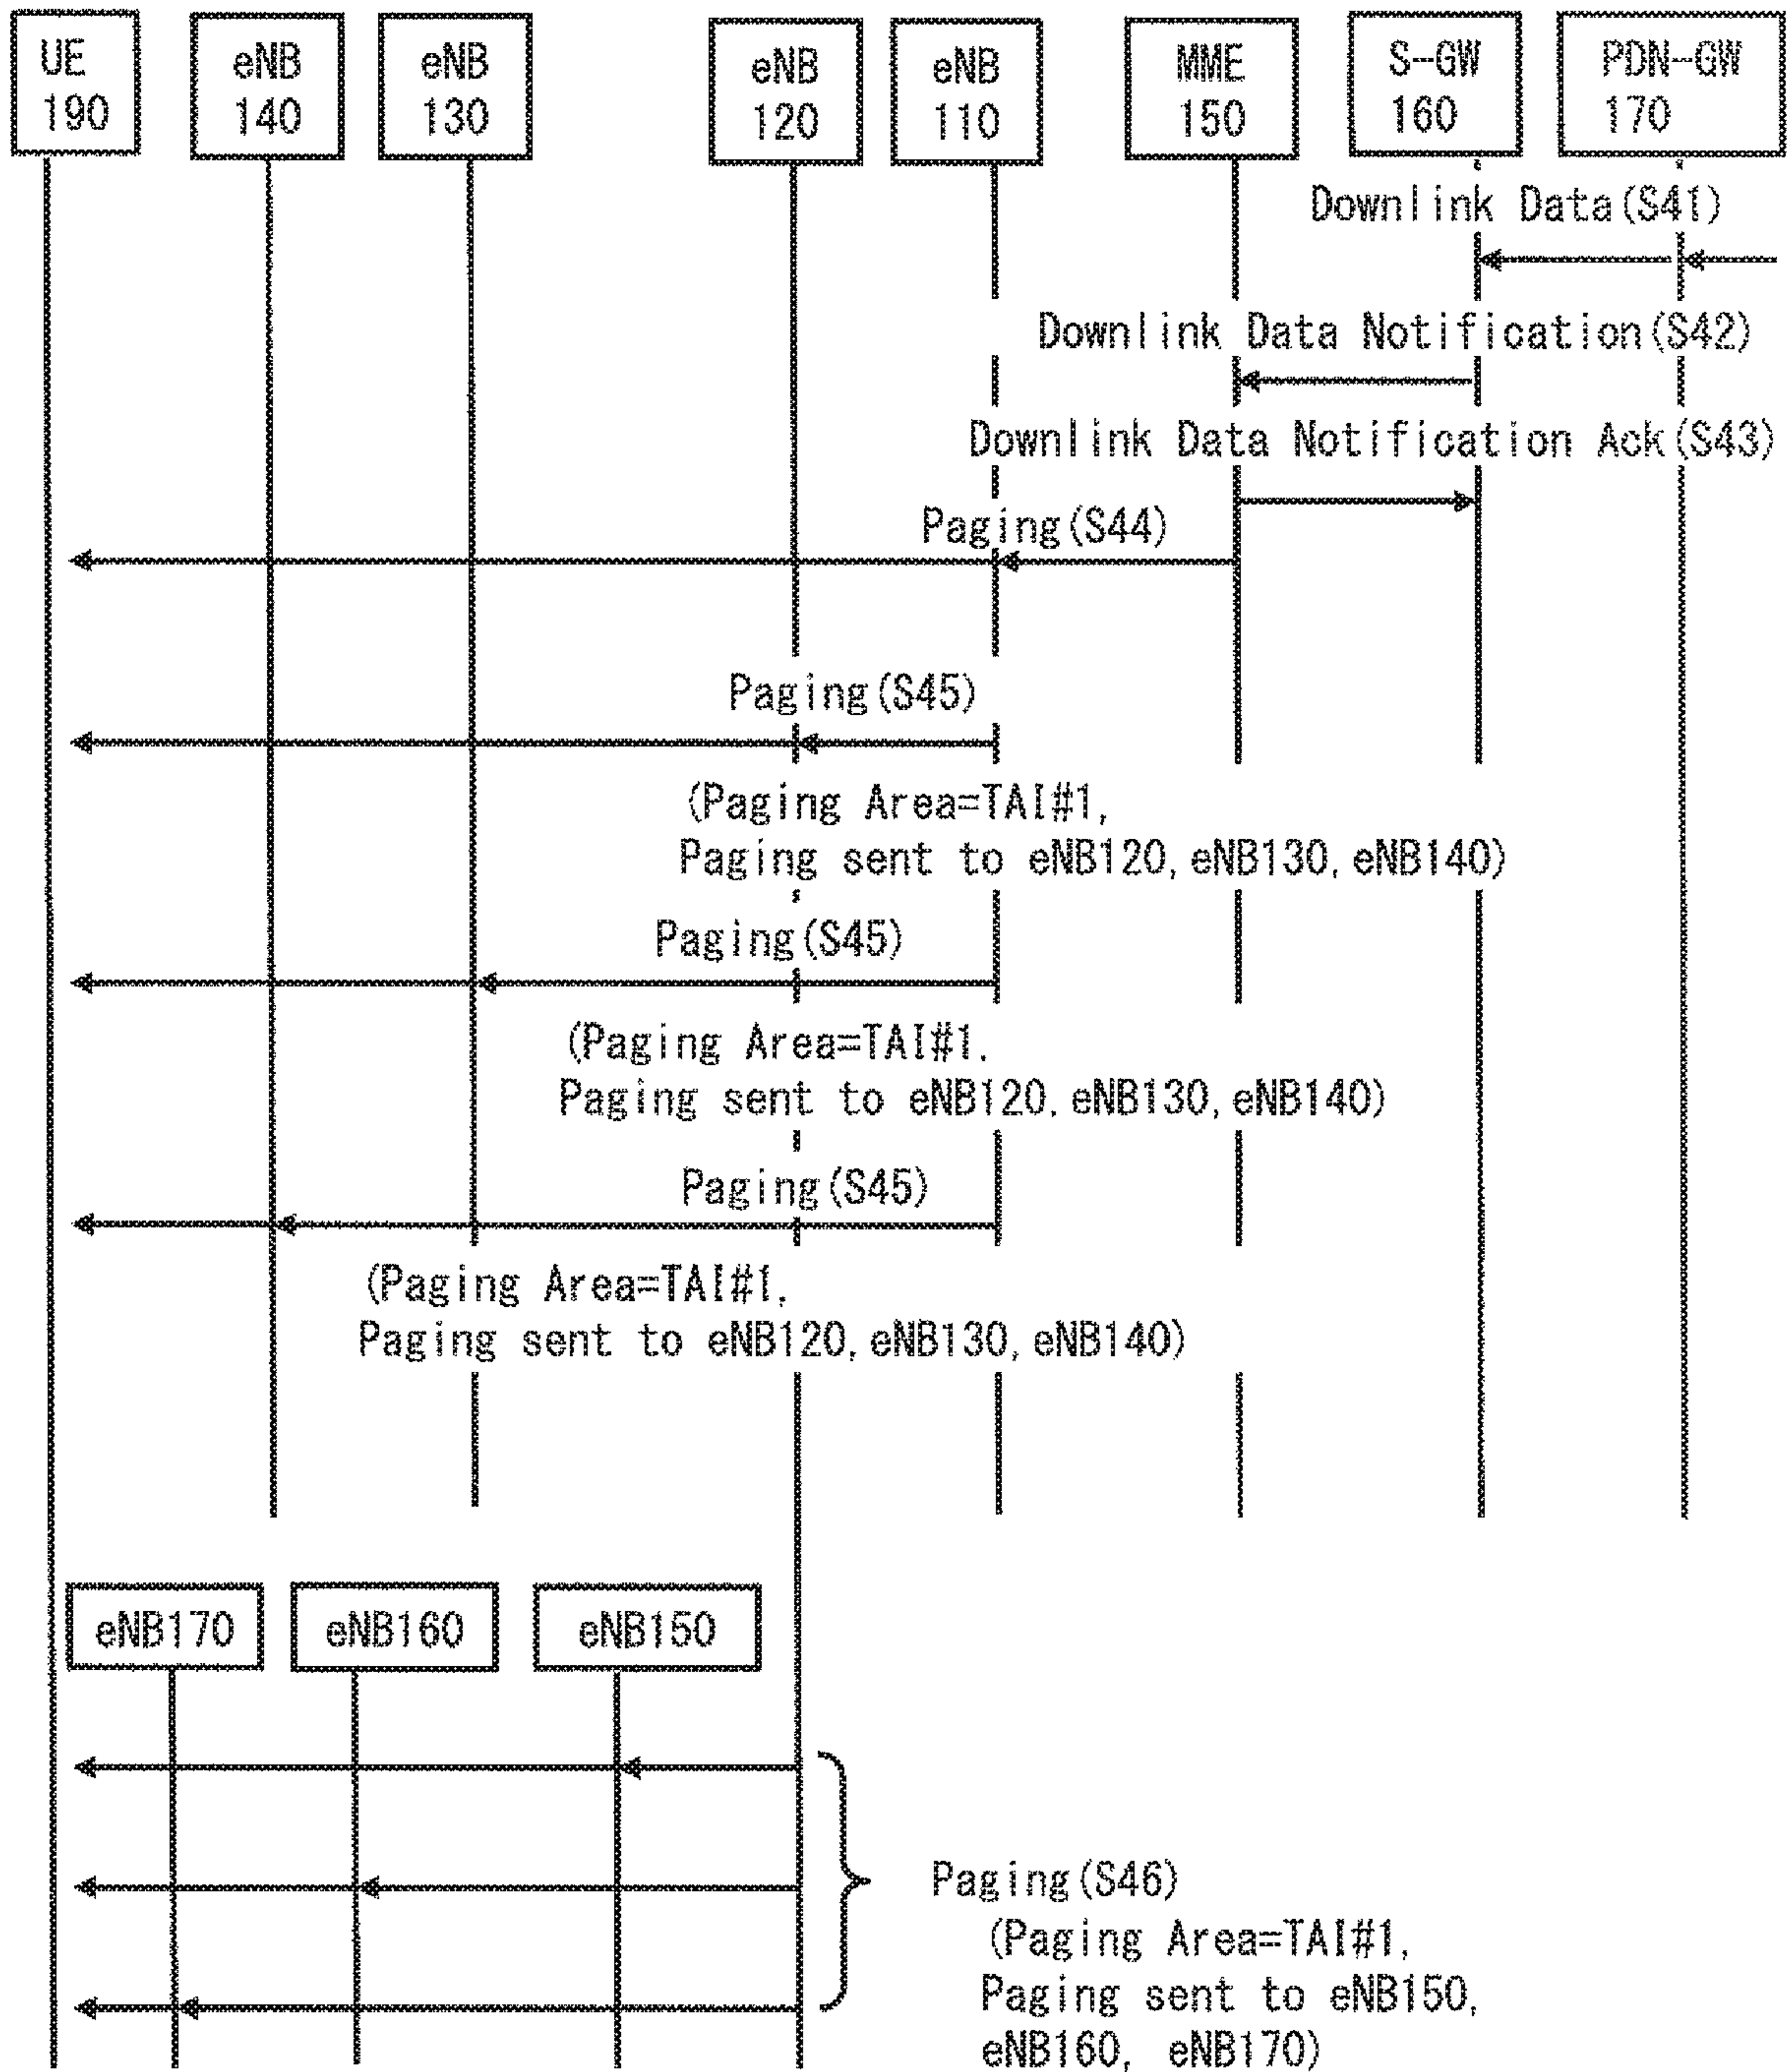 UE
190
eNB
140
eNB
130
eNB
120
eNB
110
MME
150
S-GW
160
PDN-GW
170
Downlink Data(S41)
Downlink Data Notification(S42)
Downlink Data Notification Ack(S43)
Paging(S44)
Paging(S45)
(Paging Area=TAI#1,
Paging sent to eNB120, eNB130, eNB140)
Paging(S45)
(Paging Area=TAI#1,
Paging sent to eNB120, eNB130, eNB140)
Paging(S45)
(Paging Area=TAI#1,
Paging sent to eNB120, eNB130, eNB140)
eNB170
eNB160
eNB150
Paging(S46)
(Paging Area=TAI#1,
Paging sent to eNB150,
eNB160, eNB170)